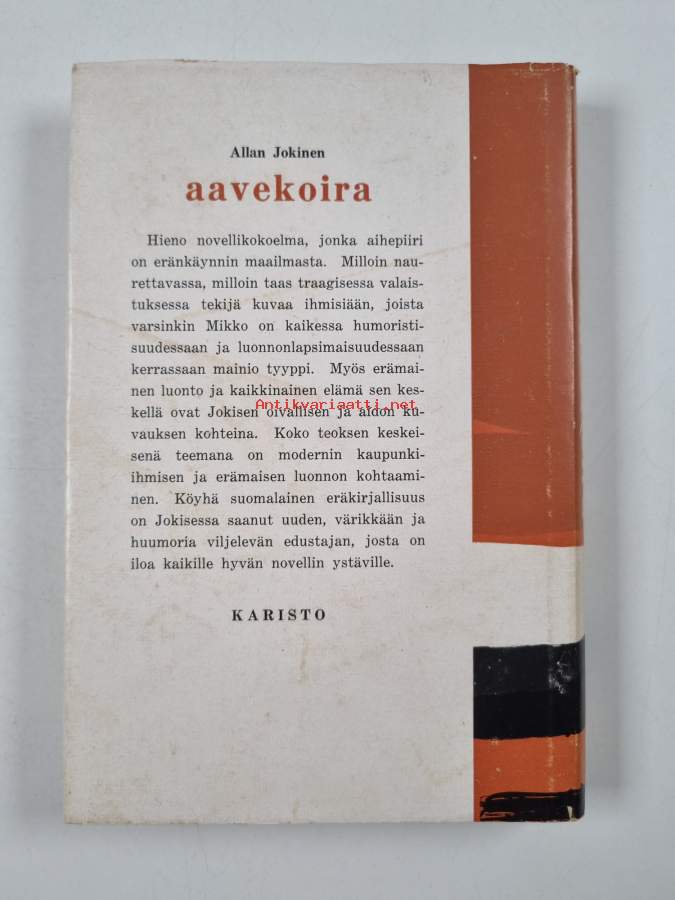 Allan Jokinen
aavekoira
Hieno novellikokoelma, jonka aihepiiri
on eränkäynnin maailmasta. Milloin nau-
rettavassa, milloin taas traagisessa valais-
tuksessa tekijä kuvaa ihmisiään, joista
varsinkin Mikko on kaikessa humoristi-
suudessaan ja luonnonlapsimaisuudessaan
kerrassaan mainio tyyppi. Myös erämai-
nen luonto ja kaikkinainen elämä sen kes-
kellä ovat Jokisen oivallisen ja aidon ku-
Antikvariaatti.net
vauksen kohteina. Koko teoksen keskei-
senä teemana on modernin kaupunki-
ihmisen ja erämaisen luonnon kohtaami-
nen. Köyhä suomalainen eräkirjallisuus
on Jokisessa saanut uuden, värikkään ja
huumoria viljelevän edustajan, josta on
iloa kaikille hyvän novellin ystäville.
KARISTO